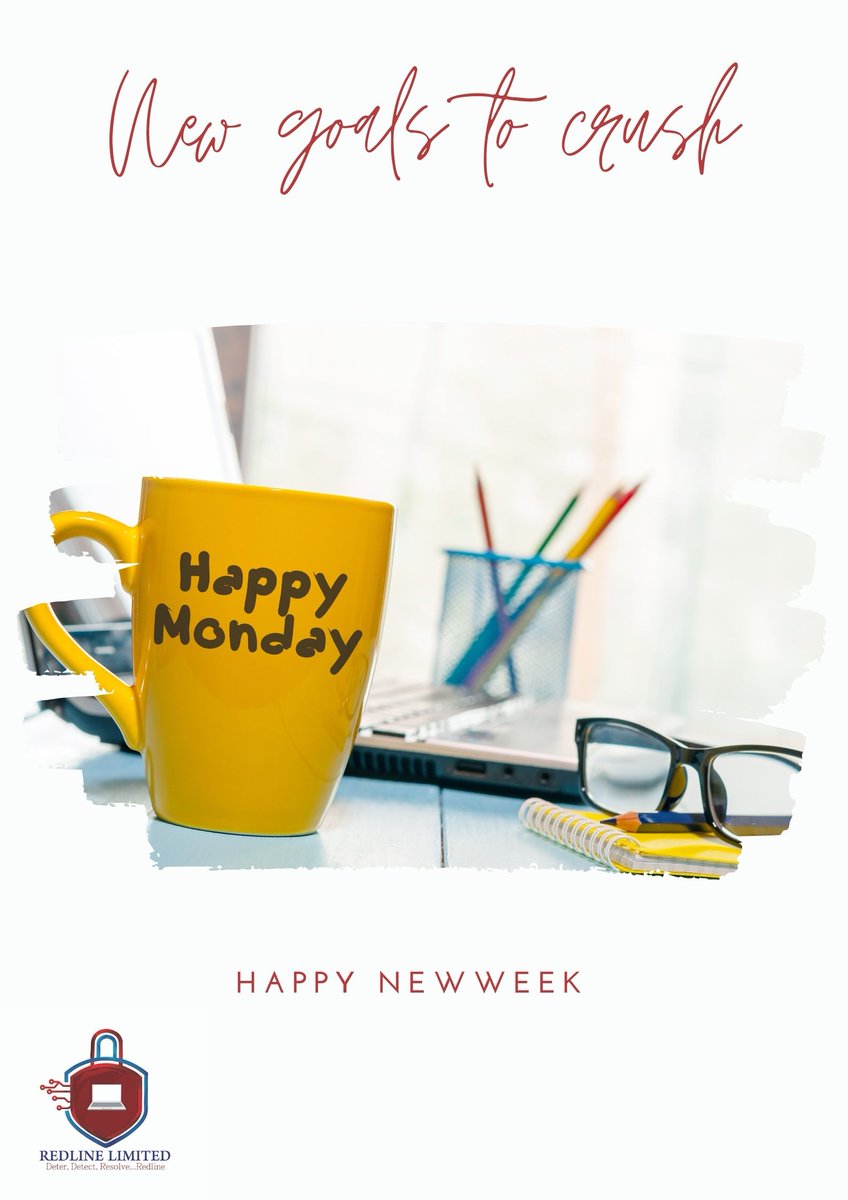 New goals to crush
Happy
Monday
HAPPY NEWWEEK
REDLINE LIMITED
Deter, Detect, Resolve...Redline